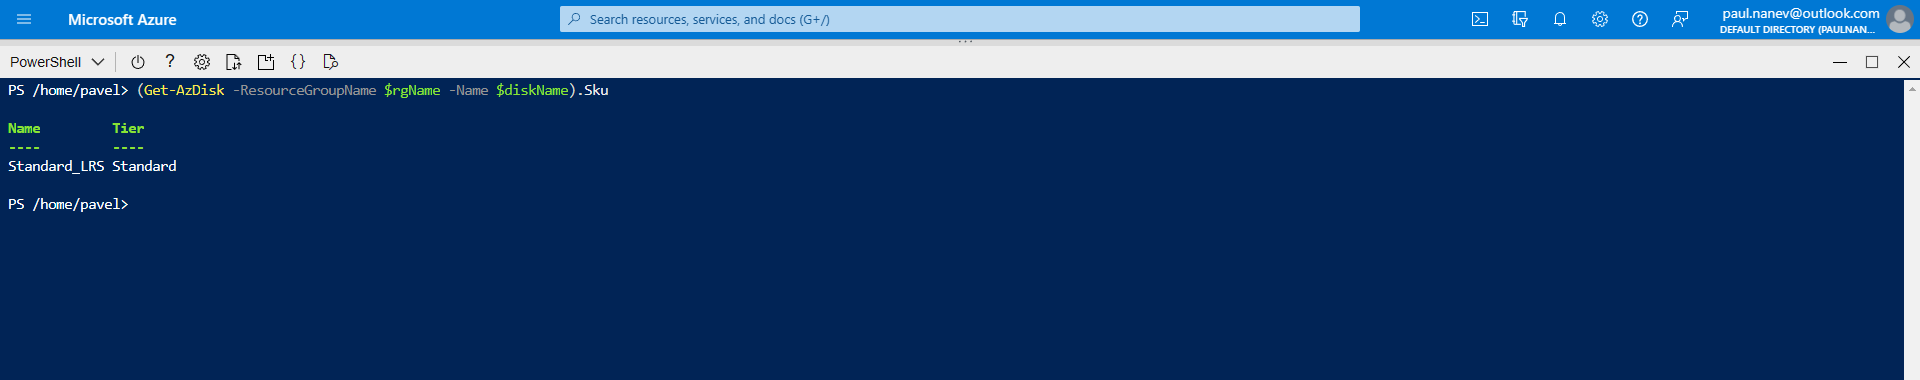 Microsoft Azure
Search resources, services, and docs (G+/)
paul.nanev@outlook.com
DEFAULT DIRECTORY (PAULNAN...
PowerShell
PS /home/pavel> (Get-AzDisk -ResourceGroupName $rgName -Name $diskName).Sku
Name Tier
---- ----
Standard_LRS Standard
PS /home/pavel>